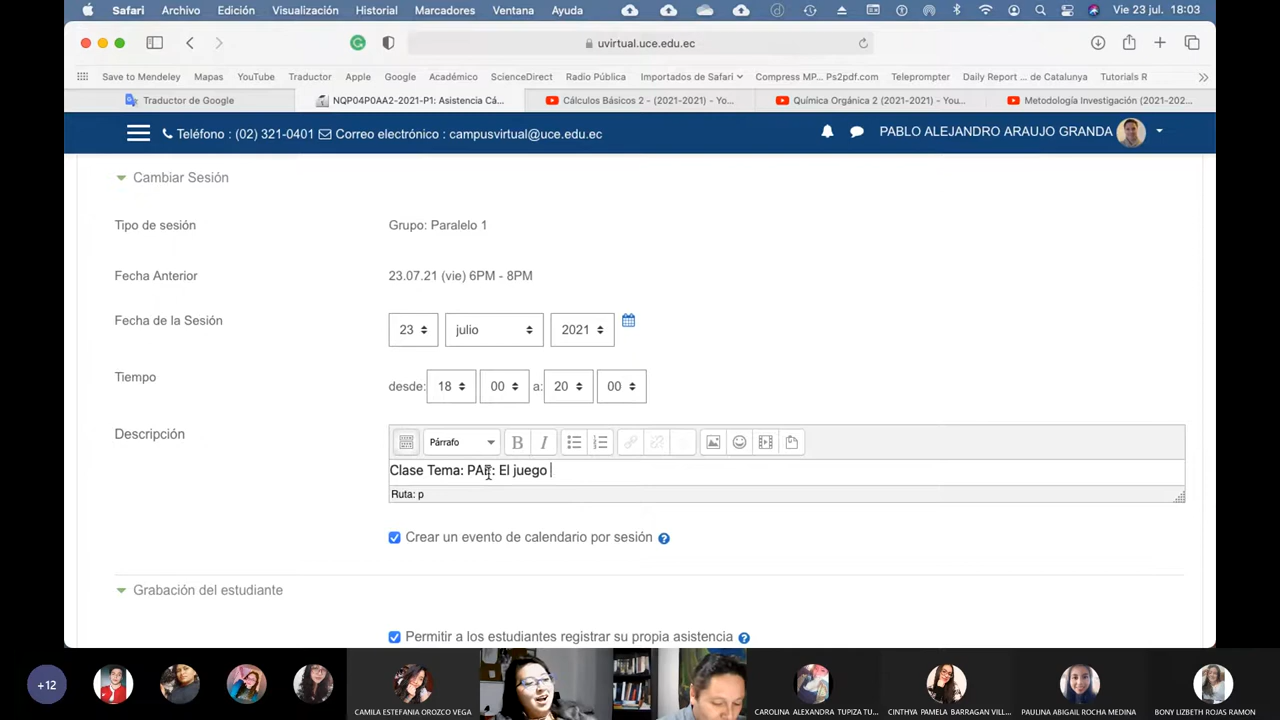 Safari Archivo Edición Visualización Historial Marcadores Ventana Ayuda Vie 23 jul. 18:03
uvirtual.uce.edu.ec
Save to Mendeley Mapas YouTube Traductor Apple Google Académico ScienceDirect Radio Pública Importados de Safari Compress MP... Ps2pdf.com Teleprompter Daily Report ... de Catalunya Tutorials R
Traductor de Google NQP04P0AA2-2021-P1: Asistencia Cá... Cálculos Básicos 2 - (2021-2021) - Yo... Química Orgánica 2 (2021-2021) - You... Metodología Investigación (2021-202...
Teléfono : (02) 321-0401 Correo electrónico : campusvirtual@uce.edu.ec PABLO ALEJANDRO ARAUJO GRANDA
Cambiar Sesión
Tipo de sesión Grupo: Paralelo 1
Fecha Anterior 23.07.21 (vie) 6PM - 8PM
Fecha de la Sesión 23 julio 2021
Tiempo desde: 18 00 a: 20 00
Descripción Párrafo B I
Clase Tema: El juego
Ruta: p
Crear un evento de calendario por sesión
Grabación del estudiante
Permitir a los estudiantes registrar su propia asistencia
+12
CAMILA ESTEFANIA OROZCO VEGA CAROLINA ALEXANDRA TUPIZA TU... CINTHYA PAMELA BARRAGAN VILL... PAULINA ABIGAIL ROCHA MEDINA BONY LIZBETH ROJAS RAMON